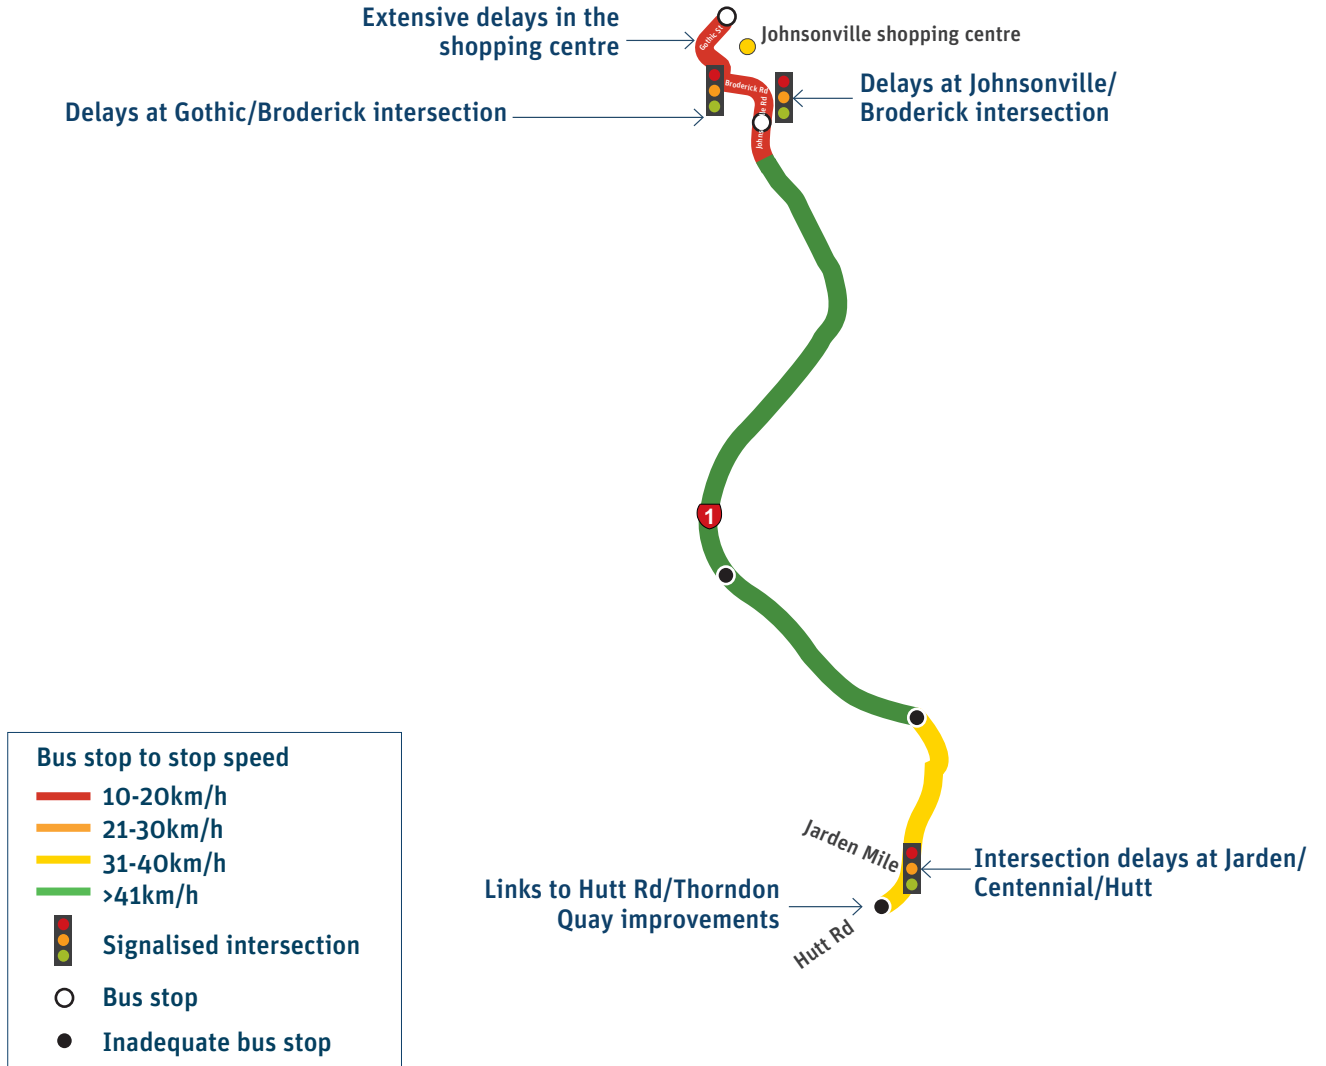 Extensive delays in the
shopping centre
Gothic St
Johnsonville shopping centre
Broderick Rd
Delays at Johnsonville/
Broderick intersection
Delays at Gothic/Broderick intersection
1
Bus stop to stop speed
10-20km/h
21-30km/h
31-40km/h
>41km/h
Signalised intersection
Bus stop
Inadequate bus stop
Jarden Mile
Intersection delays at Jarden/
Centennial/Hutt
Links to Hutt Rd/Thorndon
Quay improvements
Hutt Rd